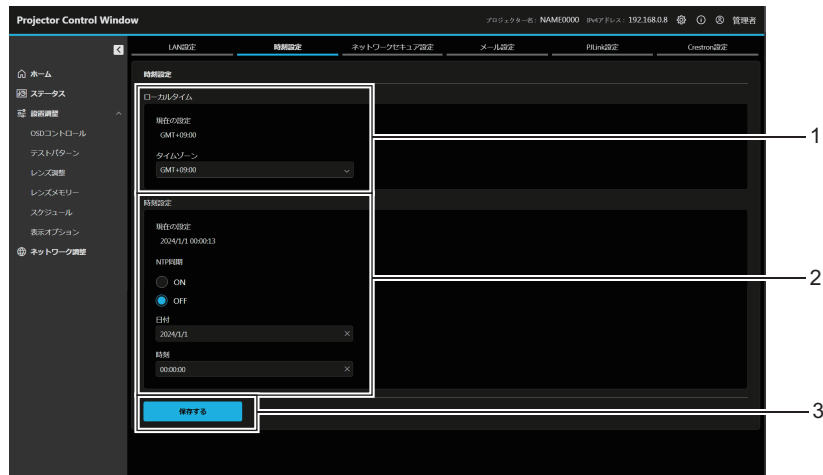 Projector Control Window
プロジェクター名: NAME0000 IPv4アドレス: 192.168.0.8 管理者
LAN設定 時刻設定 ネットワークセキュア設定 メール設定 PJLink設定 Crestron設定
ホーム
ステータス
設置調整
OSDコントロール
テストパターン
レンズ調整
レンズメモリー
スケジュール
表示オプション
ネットワーク調整
時刻設定
ローカルタイム
現在の設定
GMT+09:00
タイムゾーン
GMT+09:00
時刻設定
現在の設定
2024/1/1 00:00:13
NTP同期
ON
OFF
日付
2024/1/1
時刻
00:00:00
保存する
1
2
3